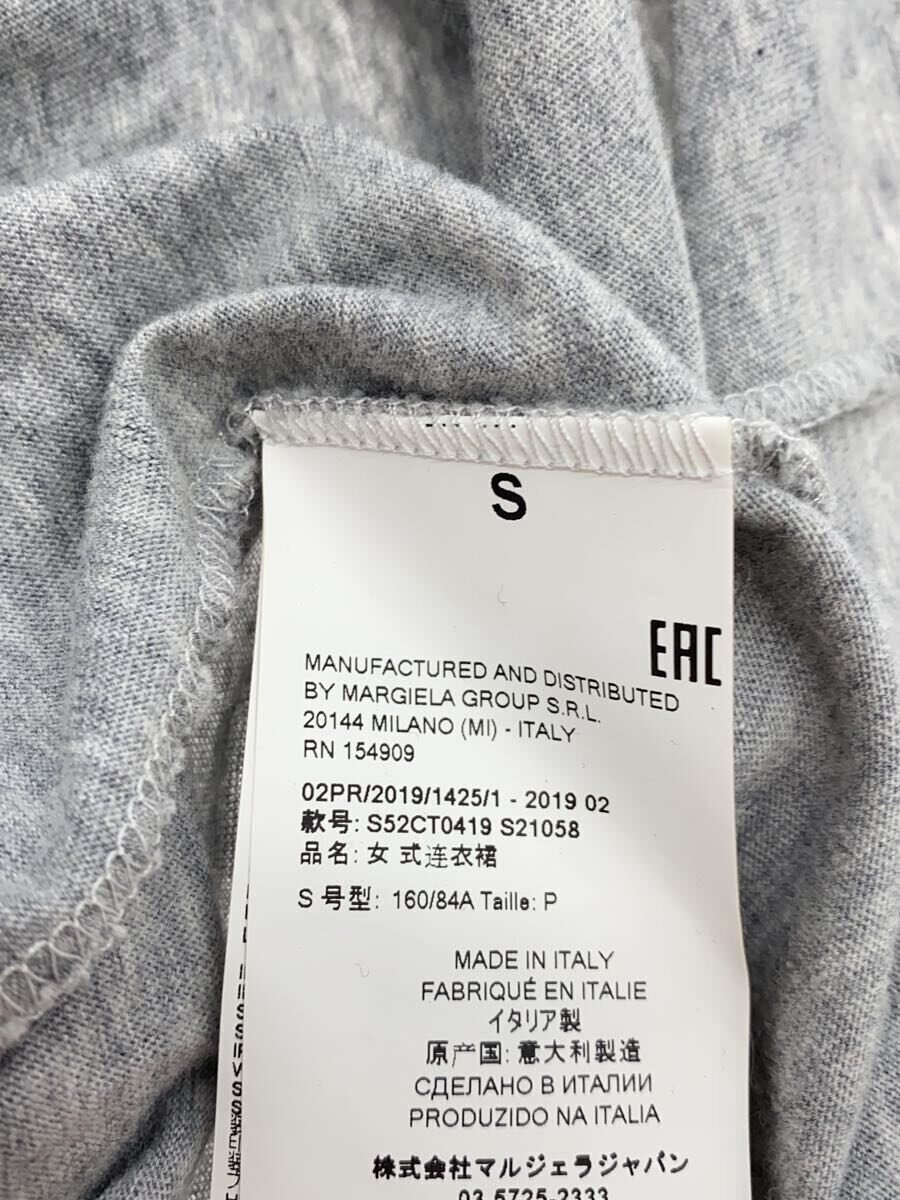 S
EAC
MANUFACTURED AND DISTRIBUTED
BY MARGIELA GROUP S.R.L.
20144 MILANO (MI) - ITALY
RN 154909
02PR/2019/1425/1 - 2019 02
款号: S52CT0419 S21058
品名: 女 式连衣裙
S 号型: 160/84A Taille: P
MADE IN ITALY
FABRIQUÉ EN ITALIE
イタリア製
原产国: 意大利製造
СДЕЛАНО В ИТАЛИИ
PRODUZIDO NA ITALIA
株式会社マルジェラジャパン
03 5725-2333